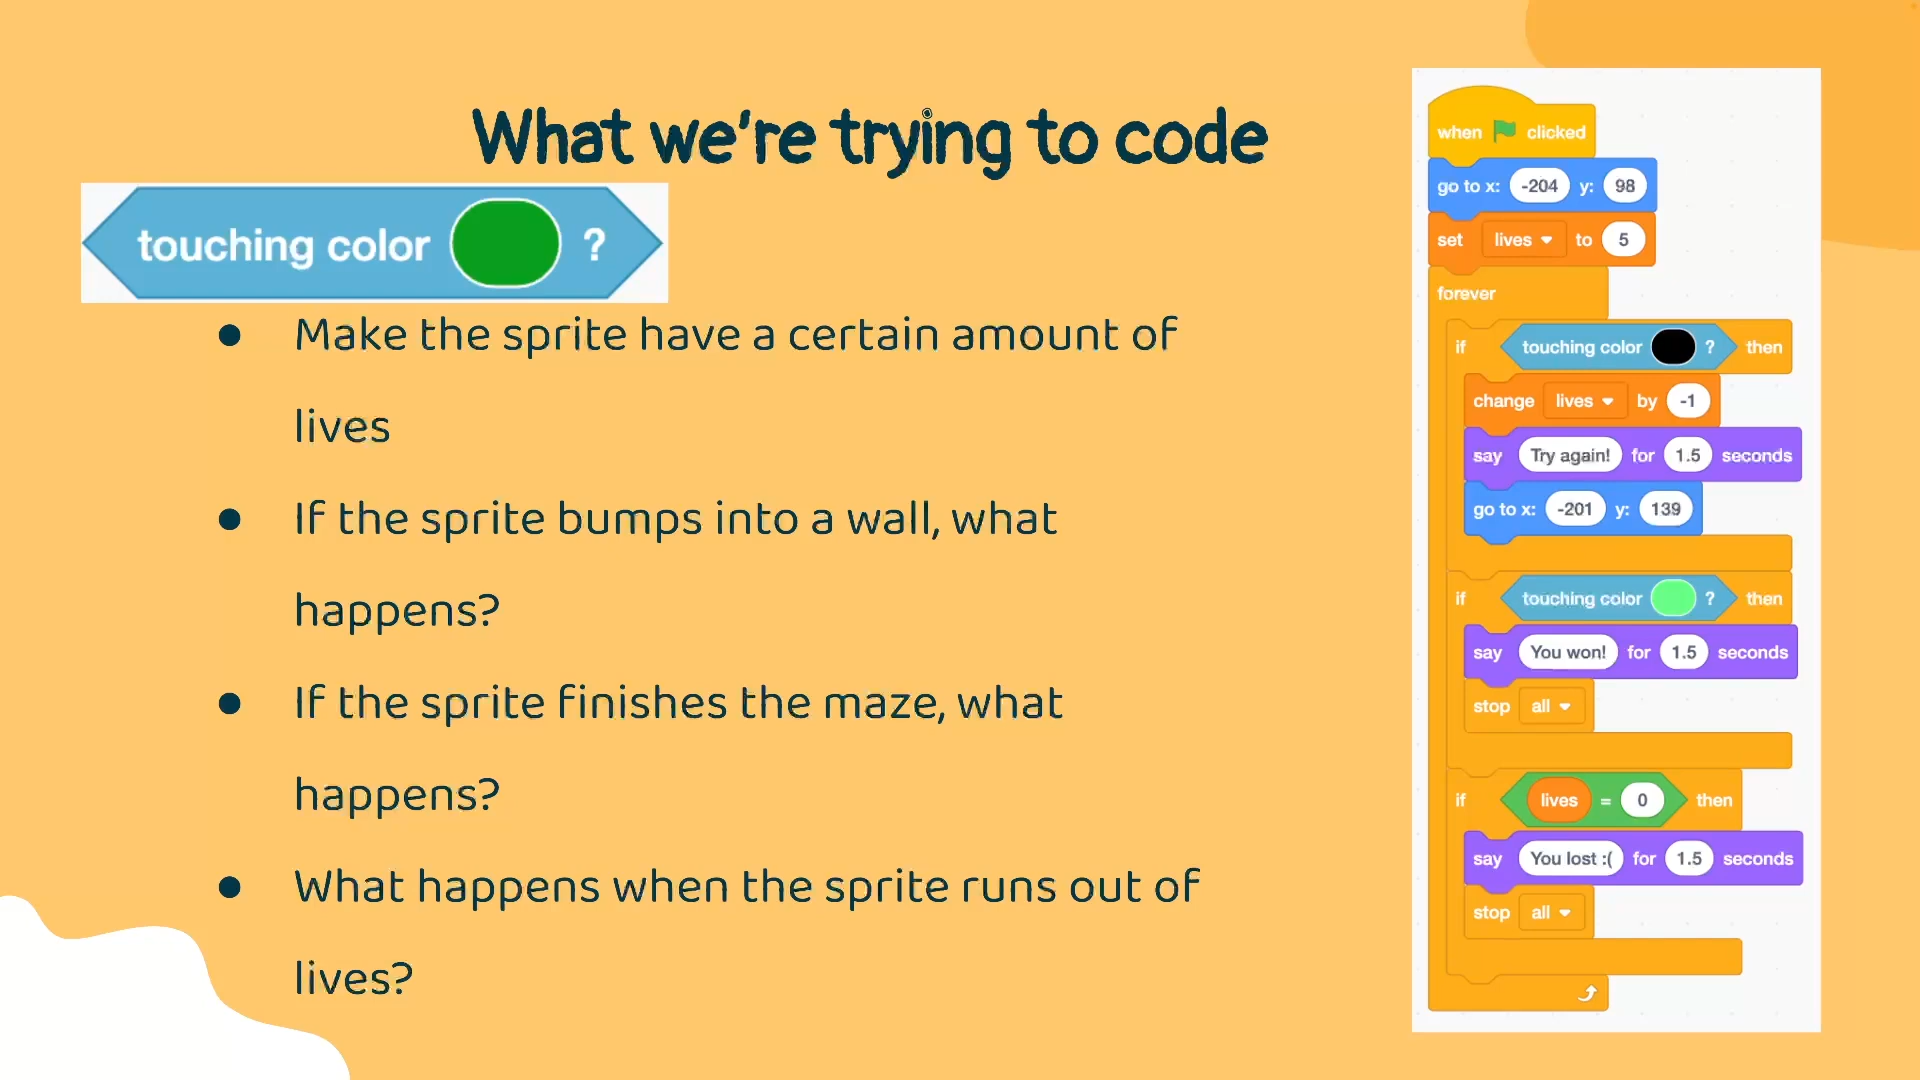 What we're trying to code
touching color ?
● Make the sprite have a certain amount of
lives
● If the sprite bumps into a wall, what
happens?
● If the sprite finishes the maze, what
happens?
● What happens when the sprite runs out of
lives?
when clicked
go to x: -204 y: 98
set lives to 5
forever
if touching color ? then
change lives by -1
say Try again! for 1.5 seconds
go to x: -201 y: 139
if touching color ? then
say You won! for 1.5 seconds
stop all
if lives = 0 then
say You lost :( for 1.5 seconds
stop all